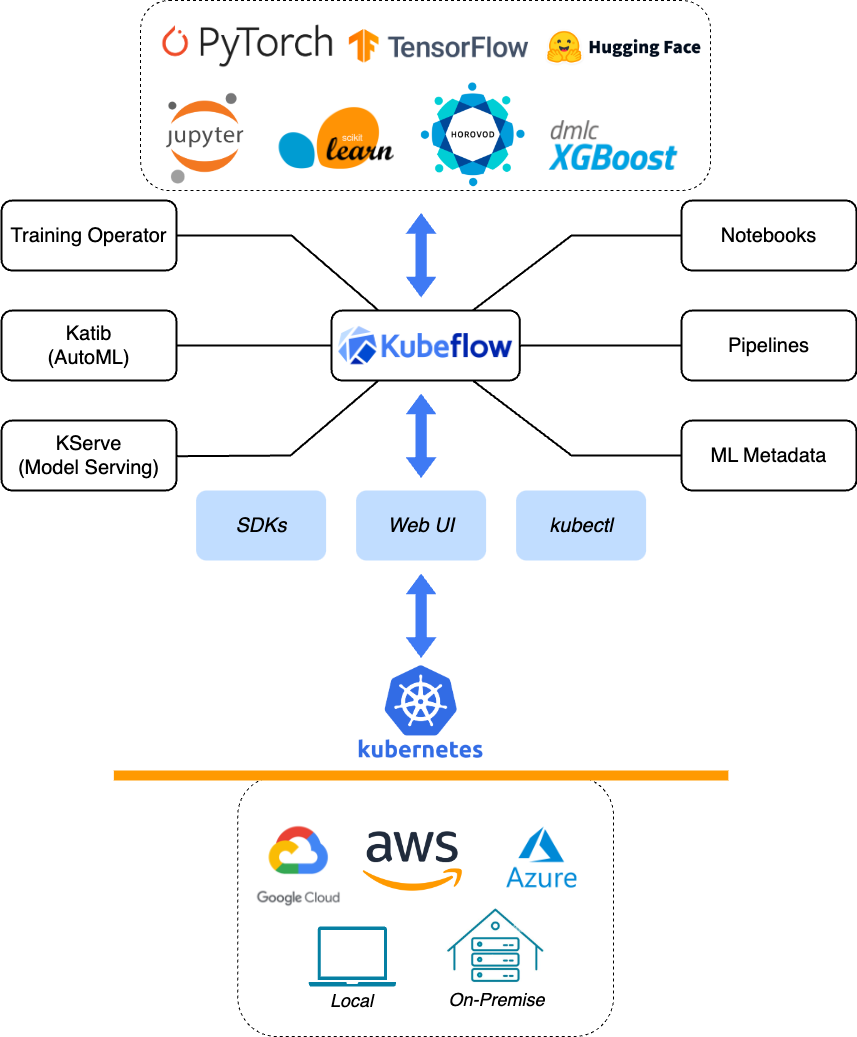 PyTorch
TensorFlow
Hugging Face
jupyter
scikit
learn
HOROVOD
dmlc
XGBoost
Training Operator
Notebooks
Katib
(AutoML)
Kubeflow
Pipelines
KServe
(Model Serving)
ML Metadata
SDKs
Web UI
kubectl
kubernetes
Google Cloud
aws
Azure
Local
On-Premise